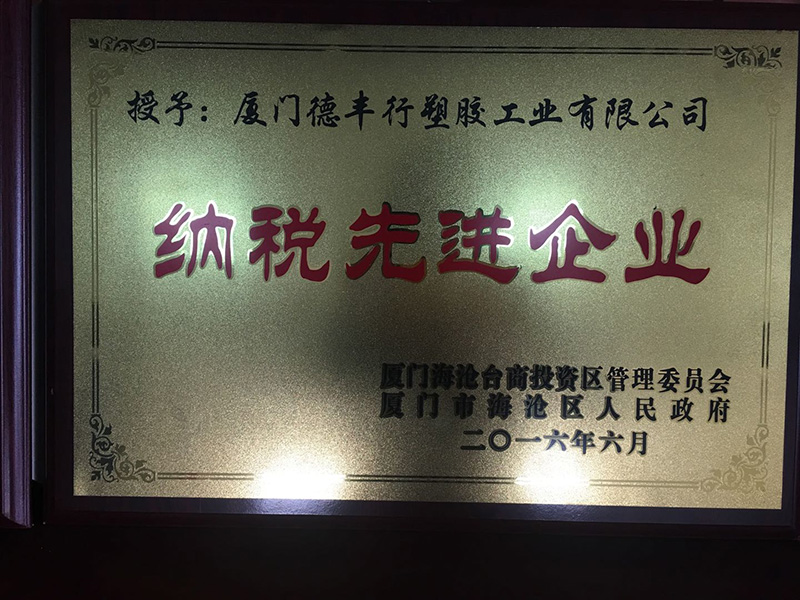 授予：厦门德丰行塑胶工业有限公司
纳税先进企业
厦门海沧台商投资区管理委员会
厦门市海沧区人民政府
二〇一六年六月